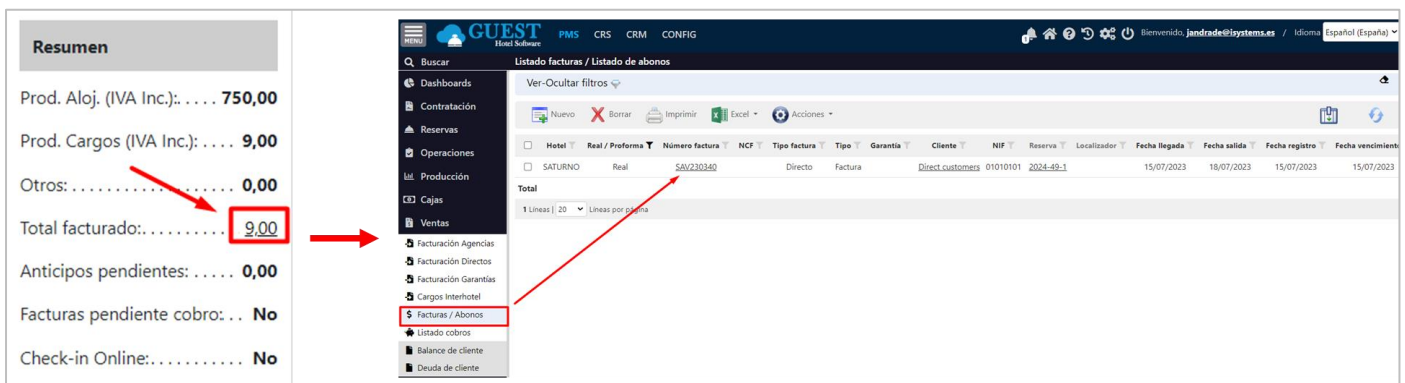 Resumen
Prod. Aloj. (IVA Inc.):. . . . . 750,00
Prod. Cargos (IVA Inc.): . . . . 9,00
Otros: . . . . . . . . . . . . . . . . . . 0,00
Total facturado:. . . . . . . . . . 9,00
Anticipos pendientes: . . . . . 0,00
Facturas pendiente cobro: . . . No
Check-in Online:. . . . . . . . . . . No
MENU
GUEST
Hotel Software
PMS CRS CRM CONFIG
Bienvenido, jandrade@isystems.es / Idioma Español (España)
Buscar
Listado facturas / Listado de abonos
Dashboards
Contratación
Reservas
Operaciones
Producción
Cajas
Ventas
Facturación Agencias
Facturación Directos
Facturación Garantías
Cargos Interhotel
$ Facturas / Abonos
Listado cobros
Balance de cliente
Deuda de cliente
Ver-Ocultar filtros
Nuevo Borrar Imprimir Excel Acciones
Hotel Real / Proforma Número factura NCF Tipo factura Tipo Garantía Cliente NIF Reserva Localizador Fecha llegada Fecha salida Fecha registro Fecha vencimiento
SATURNO Real SAV230340 Directo Factura Direct customers 01010101 2024-49-1 15/07/2023 18/07/2023 15/07/2023 15/07/2023
Total
1 Líneas | 20 Líneas por página